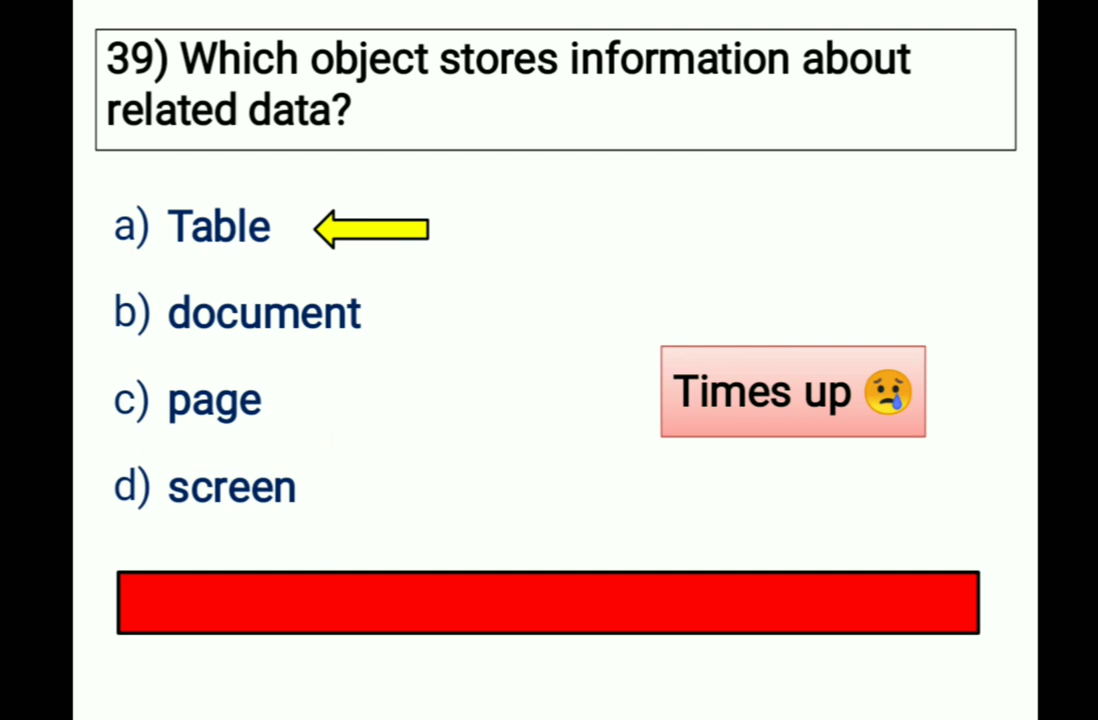 39) Which object stores information about
related data?
a) Table
b) document
c) page
Times up 😢
d) screen